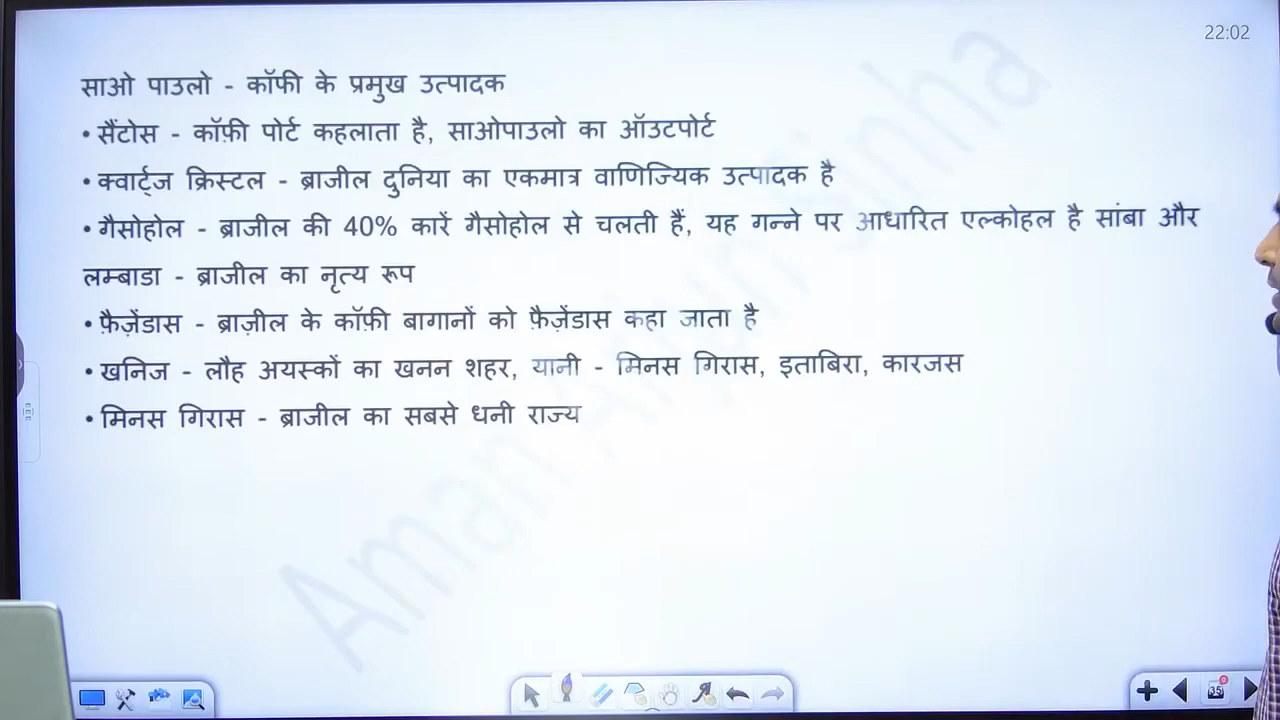 22:02
साओ पाउलो - कॉफी के प्रमुख उत्पादक
• सैंटोस - कॉफ़ी पोर्ट कहलाता है, साओपाउलो का ऑउटपोर्ट
• क्वार्ट्ज क्रिस्टल - ब्राजील दुनिया का एकमात्र वाणिज्यिक उत्पादक है
• गैसोहोल - ब्राजील की 40% कारें गैसोहोल से चलती हैं, यह गन्ने पर आधारित एल्कोहल है सांबा और
लम्बाडा - ब्राजील का नृत्य रूप
• फ़ैज़ेंडास - ब्राज़ील के कॉफ़ी बागानों को फ़ैज़ेंडास कहा जाता है
• खनिज - लौह अयस्कों का खनन शहर, यानी - मिनस गिरास, इताबिरा, कारजस
• मिनस गिरास - ब्राजील का सबसे धनी राज्य
35